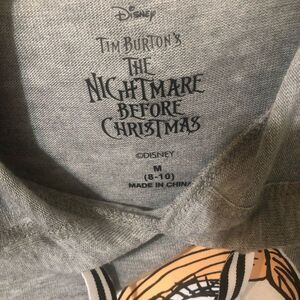 Disney
TIM BURTON'S
THE
NIGHTMARE
BEFORE
CHRISTMAS
©DISNEY
M
(8-10)
MADE IN CHINA